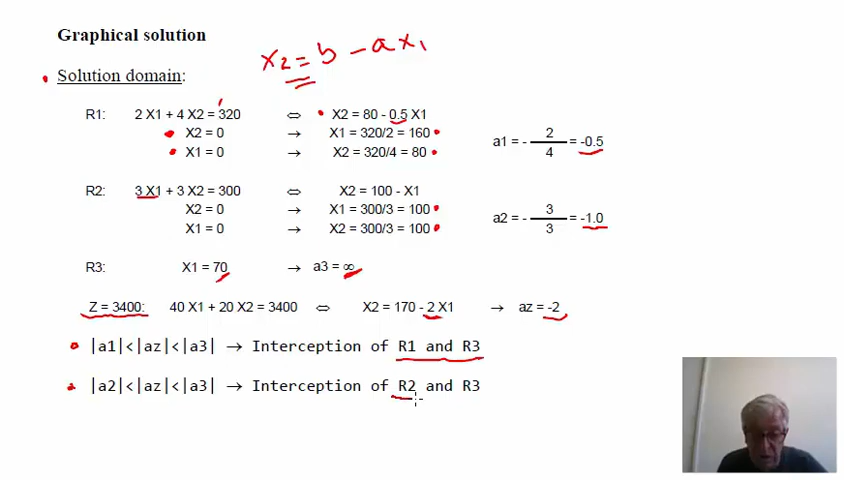 Graphical solution
X2 = b - a X1
Solution domain:
R1: 2 X1 + 4 X2 = 320 ⇔ X2 = 80 - 0.5 X1
X2 = 0 → X1 = 320/2 = 160
X1 = 0 → X2 = 320/4 = 80
a1 = - 2/4 = -0.5
R2: 3 X1 + 3 X2 = 300 ⇔ X2 = 100 - X1
X2 = 0 → X1 = 300/3 = 100
X1 = 0 → X2 = 300/3 = 100
a2 = - 3/3 = -1.0
R3: X1 = 70 → a3 = ∞
Z = 3400: 40 X1 + 20 X2 = 3400 ⇔ X2 = 170 - 2 X1 → az = -2
|a1|<|az|<|a3| → Interception of R1 and R3
|a2|<|az|<|a3| → Interception of R2 and R3